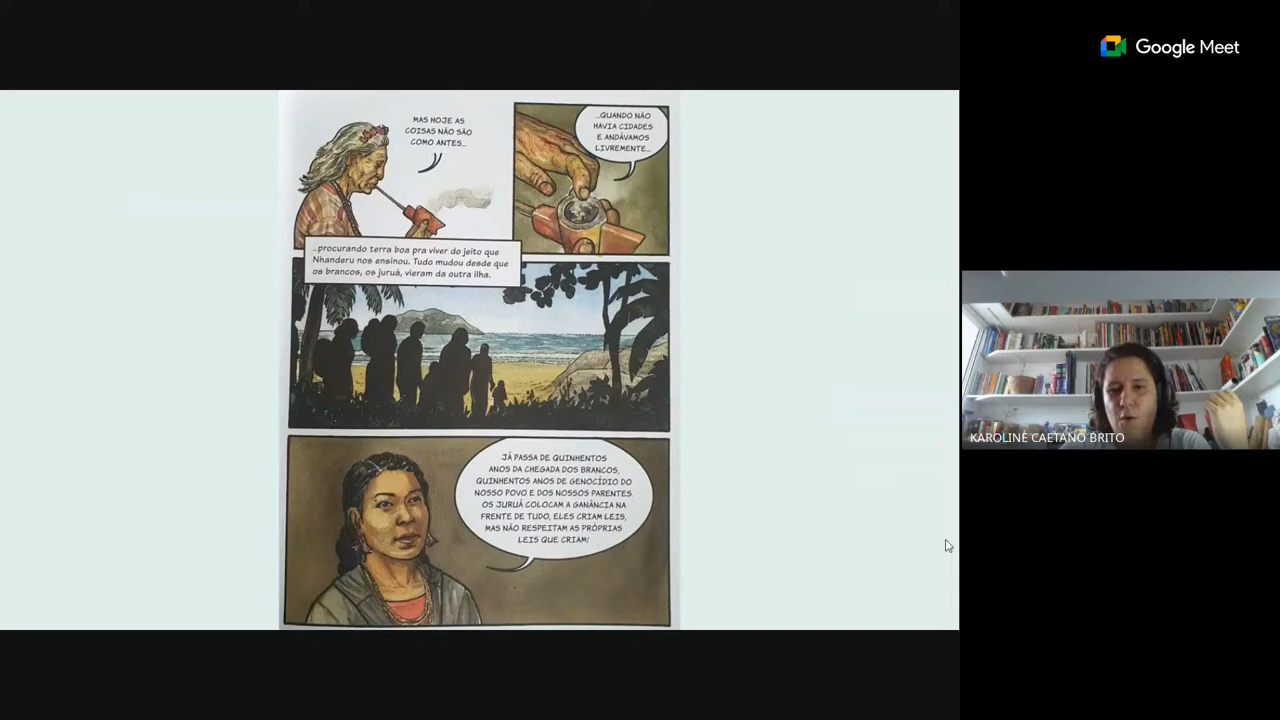 Google Meet
MAS HOJE AS
COISAS NÃO SÃO
COMO ANTES...
...QUANDO NÃO
HAVIA CIDADES
E ANDÁVAMOS
LIVREMENTE...
...procurando terra boa pra viver do jeito que
Nhanderu nos ensinou. Tudo mudou desde que
os brancos, os juruá, vieram da outra ilha.
JÁ PASSA DE QUINHENTOS
ANOS DA CHEGADA DOS BRANCOS,
QUINHENTOS ANOS DE GENOCÍDIO DO
NOSSO POVO E DOS NOSSOS PARENTES.
OS JURUÁ COLOCAM A GANÂNCIA NA
FRENTE DE TUDO, ELES CRIAM LEIS,
MAS NÃO RESPEITAM AS PRÓPRIAS
LEIS QUE CRIAM!
KAROLINE CAETANO BRITO